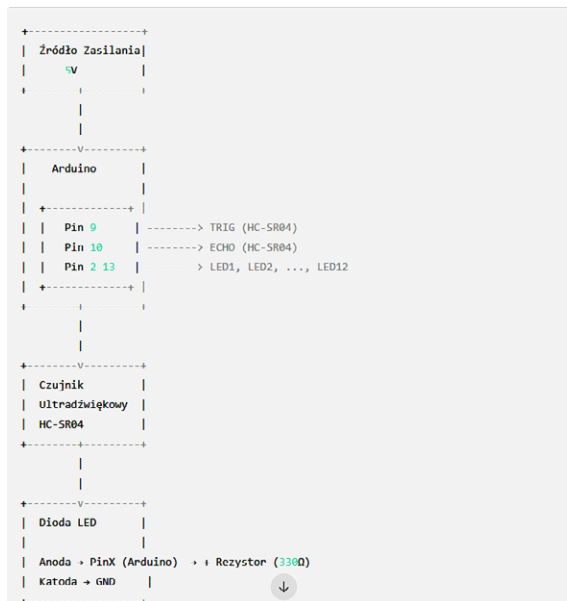 Źródło Zasilania
5V
Arduino
Pin 9 --------> TRIG (HC-SR04)
Pin 10 --------> ECHO (HC-SR04)
Pin 2 13 > LED1, LED2, ..., LED12
Czujnik
Ultradźwiękowy
HC-SR04
Dioda LED
Anoda → PinX (Arduino) → + Rezystor (330Ω)
Katoda → GND